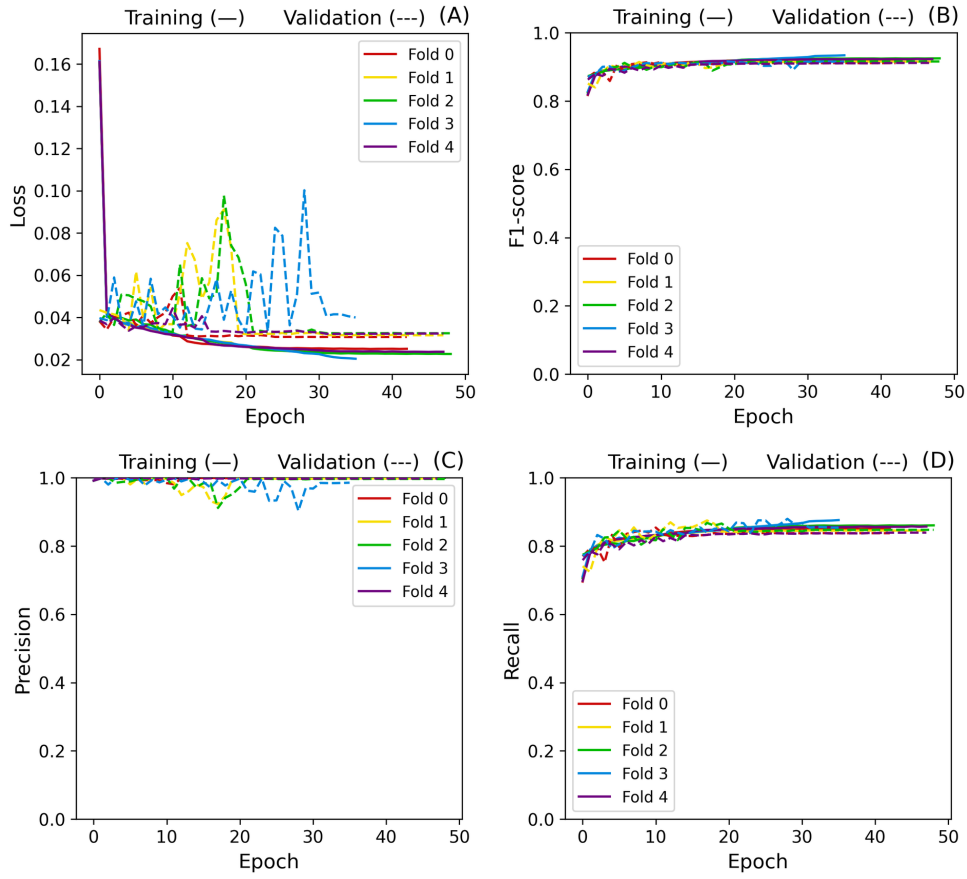 Training (—) Validation (---) (A)
0.16
0.14
0.12
0.10
0.08
0.06
0.04
0.02
Loss
Fold 0
Fold 1
Fold 2
Fold 3
Fold 4
0 10 20 30 40 50
Epoch
Training (—) Validation (---) (B)
1.0
0.8
0.6
0.4
0.2
0.0
F1-score
Fold 0
Fold 1
Fold 2
Fold 3
Fold 4
0 10 20 30 40 50
Epoch
Training (—) Validation (---) (C)
1.0
0.8
0.6
0.4
0.2
0.0
Precision
Fold 0
Fold 1
Fold 2
Fold 3
Fold 4
0 10 20 30 40 50
Epoch
Training (—) Validation (---) (D)
1.0
0.8
0.6
0.4
0.2
0.0
Recall
Fold 0
Fold 1
Fold 2
Fold 3
Fold 4
0 10 20 30 40 50
Epoch